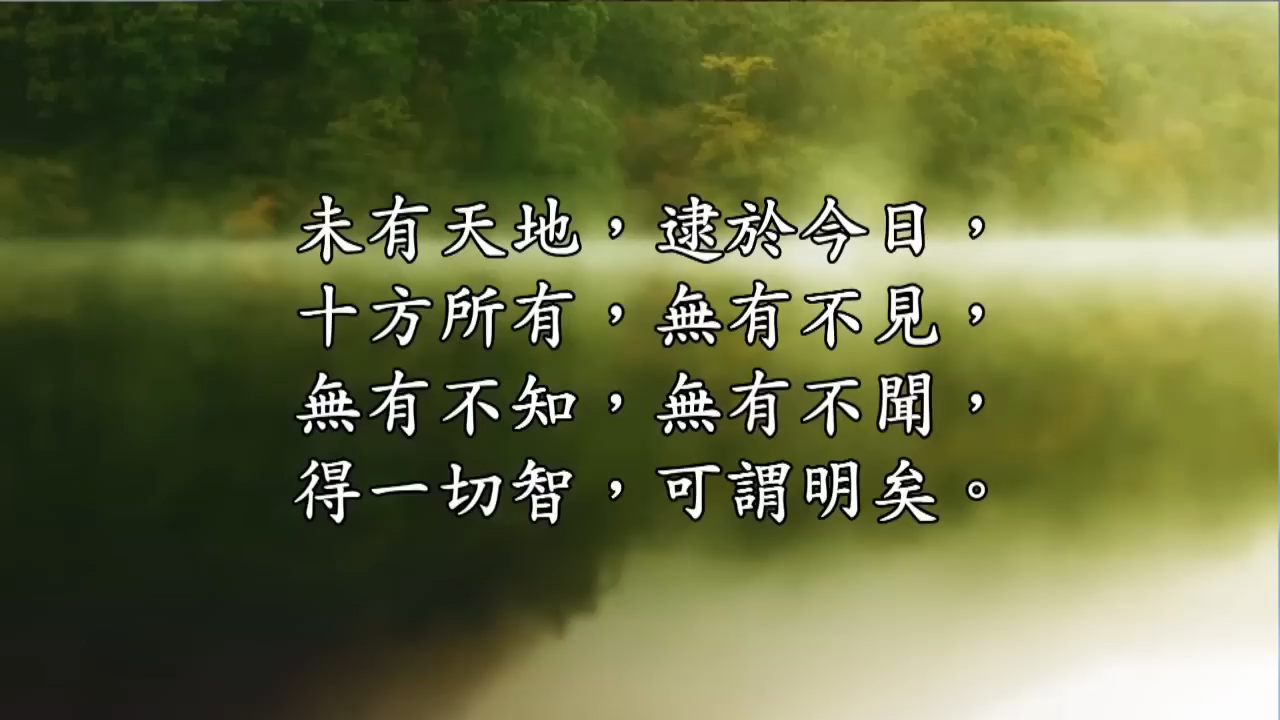 未有天地，逮於今日，
十方所有，無有不見，
無有不知，無有不聞，
得一切智，可謂明矣。